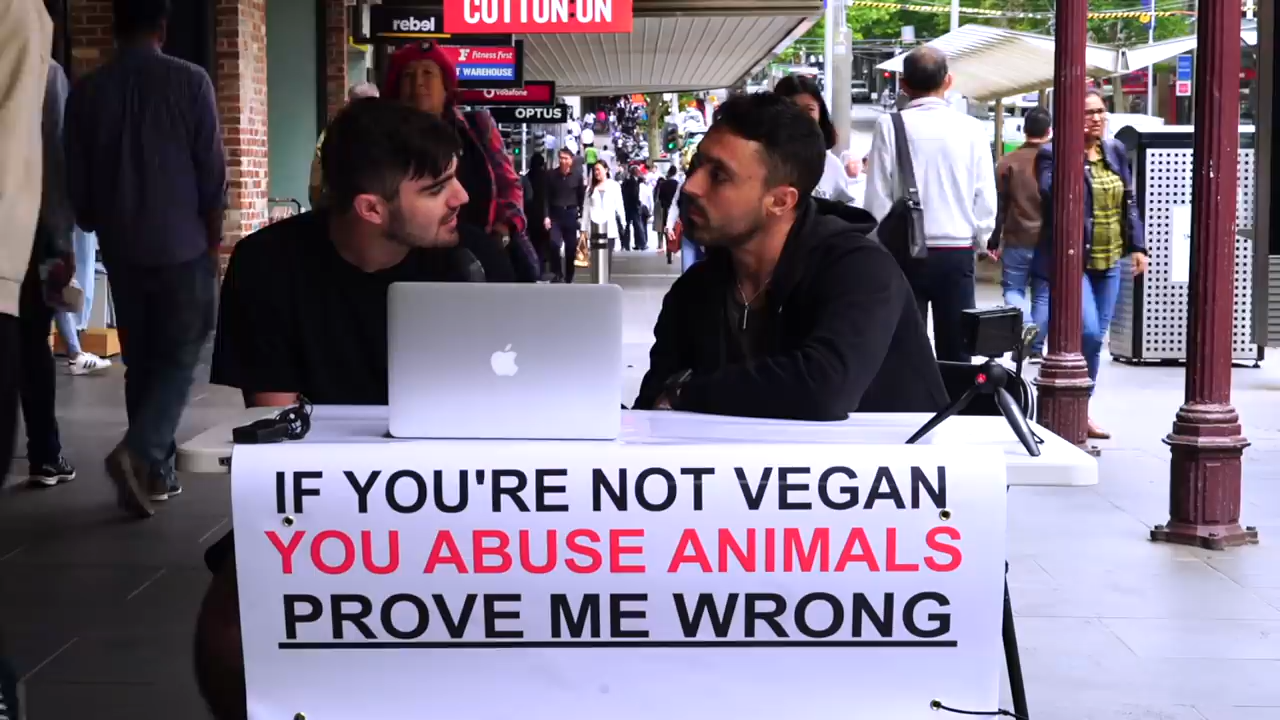 COTTON:ON
rebel
Fitness First
T WAREHOUSE
vodafone
OPTUS
IF YOU'RE NOT VEGAN
YOU ABUSE ANIMALS
PROVE ME WRONG